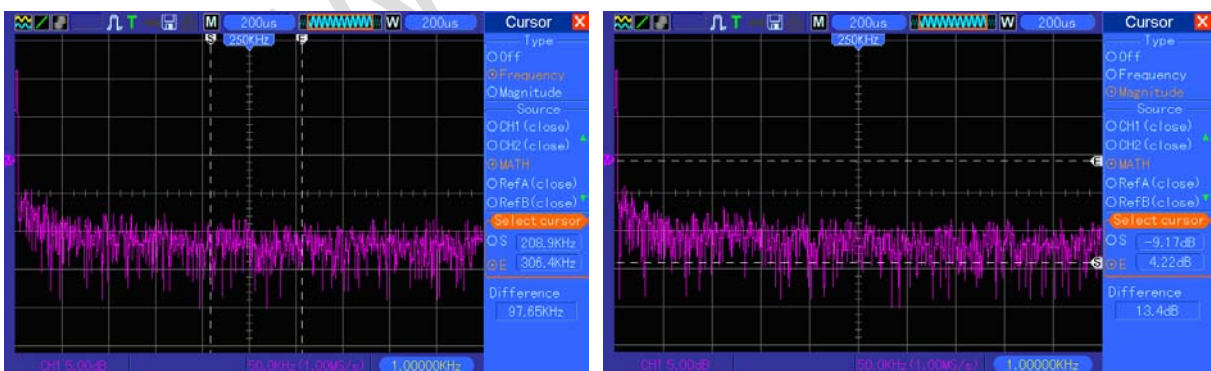 M 200us W 200us Cursor
S 250KHz E
Type
Off
Frequency
Magnitude
Source
CH1(close)
CH2(close)
MATH
RefA(close)
RefB(close)
Select cursor
S 208.9KHz
E 306.4KHz
Difference
97.65KHz
CH1 5.00dB 50.0KHz(1.00MS/s) 1.00000KHz
M 200us W 200us Cursor
250KHz
Type
Off
Frequency
Magnitude
Source
CH1(close)
CH2(close)
E
MATH
RefA(close)
RefB(close)
Select cursor
S -9.17dB
S
E 4.22dB
Difference
13.4dB
CH1 5.00dB 50.0KHz(1.00MS/s) 1.00000KHz